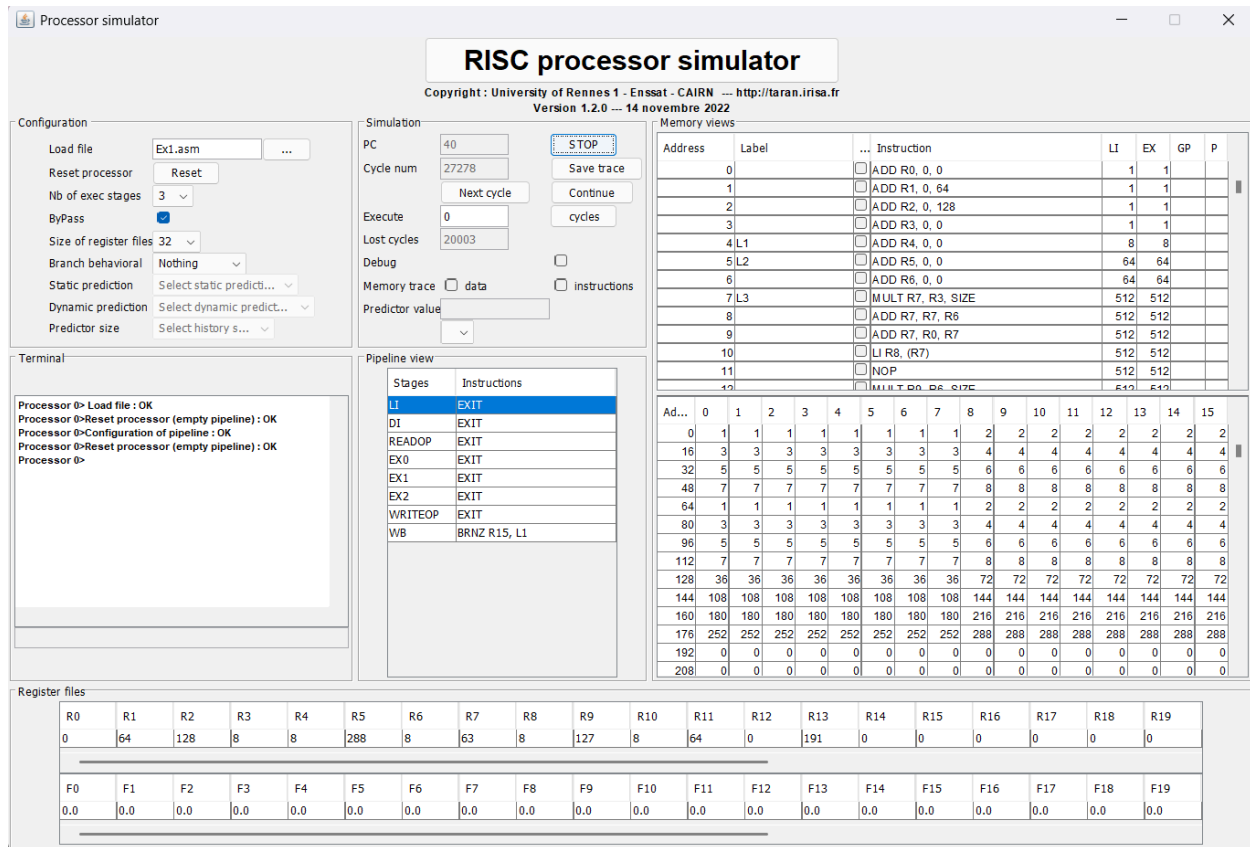 Processor simulator
RISC processor simulator
Copyright : University of Rennes 1 - Enssat - CAIRN --- http://taran.irisa.fr
Version 1.2.0 --- 14 novembre 2022
Configuration
Load file Ex1.asm ...
Reset processor Reset
Nb of exec stages 3
ByPass
Size of register files 32
Branch behavioral Nothing
Static prediction Select static predicti...
Dynamic prediction Select dynamic predict...
Predictor size Select history s...
Simulation
PC 40 STOP
Cycle num 27278 Save trace
Next cycle Continue
Execute 0 cycles
Lost cycles 20003
Debug
Memory trace data instructions
Predictor value
Memory views
Address Label ... Instruction LI EX GP P
0 ADD R0, 0, 0 1 1
1 ADD R1, 0, 64 1 1
2 ADD R2, 0, 128 1 1
3 ADD R3, 0, 0 1 1
4 L1 ADD R4, 0, 0 8 8
5 L2 ADD R5, 0, 0 64 64
6 ADD R6, 0, 0 64 64
7 L3 MULT R7, R3, SIZE 512 512
8 ADD R7, R7, R6 512 512
9 ADD R7, R0, R7 512 512
10 LI R8, (R7) 512 512
11 NOP 512 512
12 MULT R9, R6, SIZE 512 512
Terminal
Processor 0> Load file : OK
Processor 0>Reset processor (empty pipeline) : OK
Processor 0>Configuration of pipeline : OK
Processor 0>Reset processor (empty pipeline) : OK
Processor 0>
Pipeline view
Stages Instructions
LI EXIT
DI EXIT
READOP EXIT
EX0 EXIT
EX1 EXIT
EX2 EXIT
WRITEOP EXIT
WB BRNZ R15, L1
Ad... 0 1 2 3 4 5 6 7 8 9 10 11 12 13 14 15
0 1 1 1 1 1 1 1 1 2 2 2 2 2 2 2 2
16 3 3 3 3 3 3 3 3 4 4 4 4 4 4 4 4
32 5 5 5 5 5 5 5 5 6 6 6 6 6 6 6 6
48 7 7 7 7 7 7 7 7 8 8 8 8 8 8 8 8
64 1 1 1 1 1 1 1 1 2 2 2 2 2 2 2 2
80 3 3 3 3 3 3 3 3 4 4 4 4 4 4 4 4
96 5 5 5 5 5 5 5 5 6 6 6 6 6 6 6 6
112 7 7 7 7 7 7 7 7 8 8 8 8 8 8 8 8
128 36 36 36 36 36 36 36 36 72 72 72 72 72 72 72 72
144 108 108 108 108 108 108 108 108 144 144 144 144 144 144 144 144
160 180 180 180 180 180 180 180 180 216 216 216 216 216 216 216 216
176 252 252 252 252 252 252 252 252 288 288 288 288 288 288 288 288
192 0 0 0 0 0 0 0 0 0 0 0 0 0 0 0 0
208 0 0 0 0 0 0 0 0 0 0 0 0 0 0 0 0
Register files
R0 R1 R2 R3 R4 R5 R6 R7 R8 R9 R10 R11 R12 R13 R14 R15 R16 R17 R18 R19
0 64 128 8 8 288 8 63 8 127 8 64 0 191 0 0 0 0 0 0
F0 F1 F2 F3 F4 F5 F6 F7 F8 F9 F10 F11 F12 F13 F14 F15 F16 F17 F18 F19
0.0 0.0 0.0 0.0 0.0 0.0 0.0 0.0 0.0 0.0 0.0 0.0 0.0 0.0 0.0 0.0 0.0 0.0 0.0 0.0